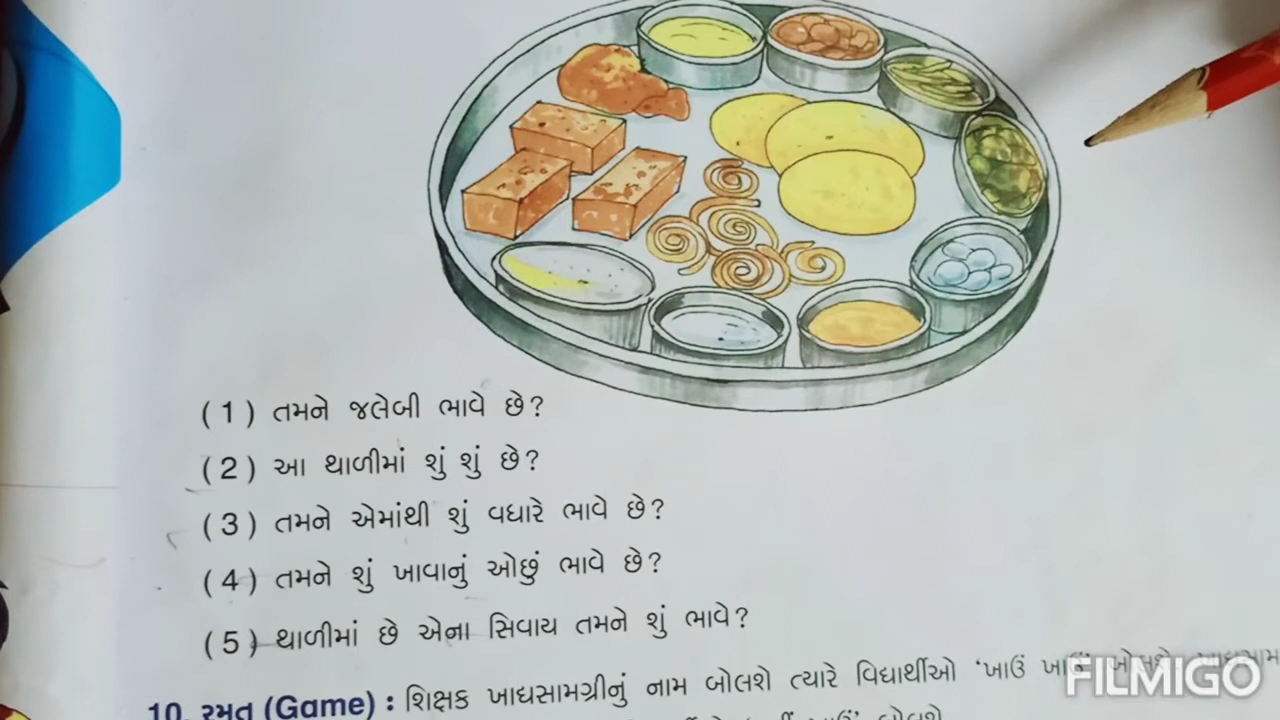 (1) તમને જલેબી ભાવે છે?
(2) આ થાળીમાં શું શું છે?
(3) તમને એમાંથી શું વધારે ભાવે છે?
(4) તમને શું ખાવાનું ઓછું ભાવે છે?
(5) થાળીમાં છે એના સિવાય તમને શું ભાવે?
10. રમત (Game) : શિક્ષક ખાદ્યસામગ્રીનું નામ બોલશે ત્યારે વિદ્યાર્થીઓ ‘ખાઉં ખાઉં’
FILMIGO